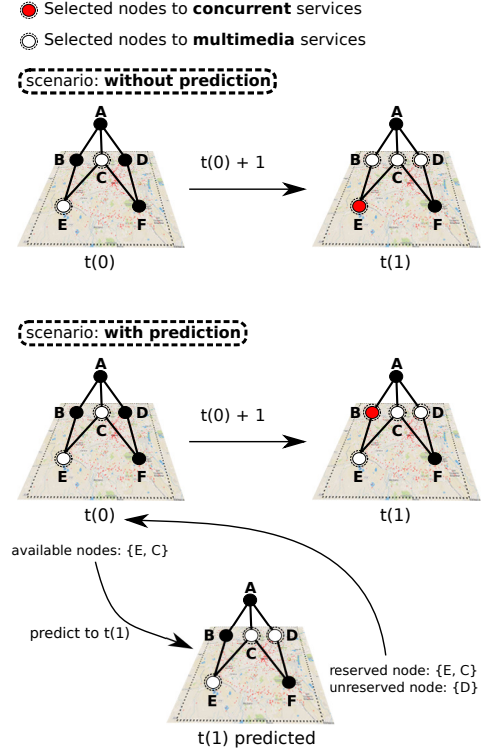 Selected nodes to concurrent services
Selected nodes to multimedia services
scenario: without prediction
A
B
C
D
E
F
t(0)
t(0) + 1
A
B
C
D
E
F
t(1)
scenario: with prediction
A
B
C
D
E
F
t(0)
t(0) + 1
A
B
C
D
E
F
t(1)
available nodes: {E, C}
predict to t(1)
A
B
C
D
E
F
t(1) predicted
reserved node: {E, C}
unreserved node: {D}